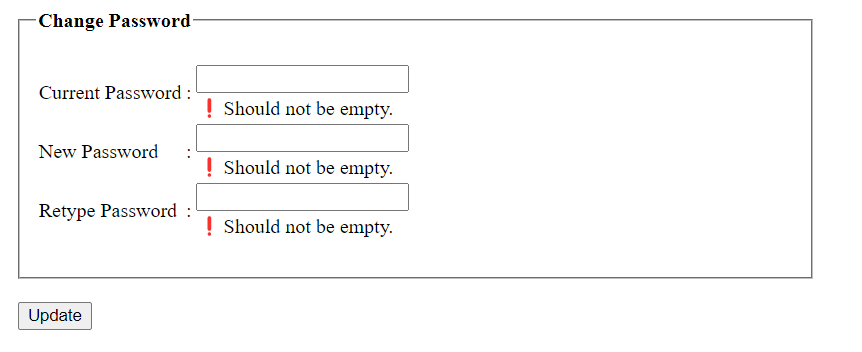 Change Password
Current Password :
❗ Should not be empty.
New Password :
❗ Should not be empty.
Retype Password :
❗ Should not be empty.
Update